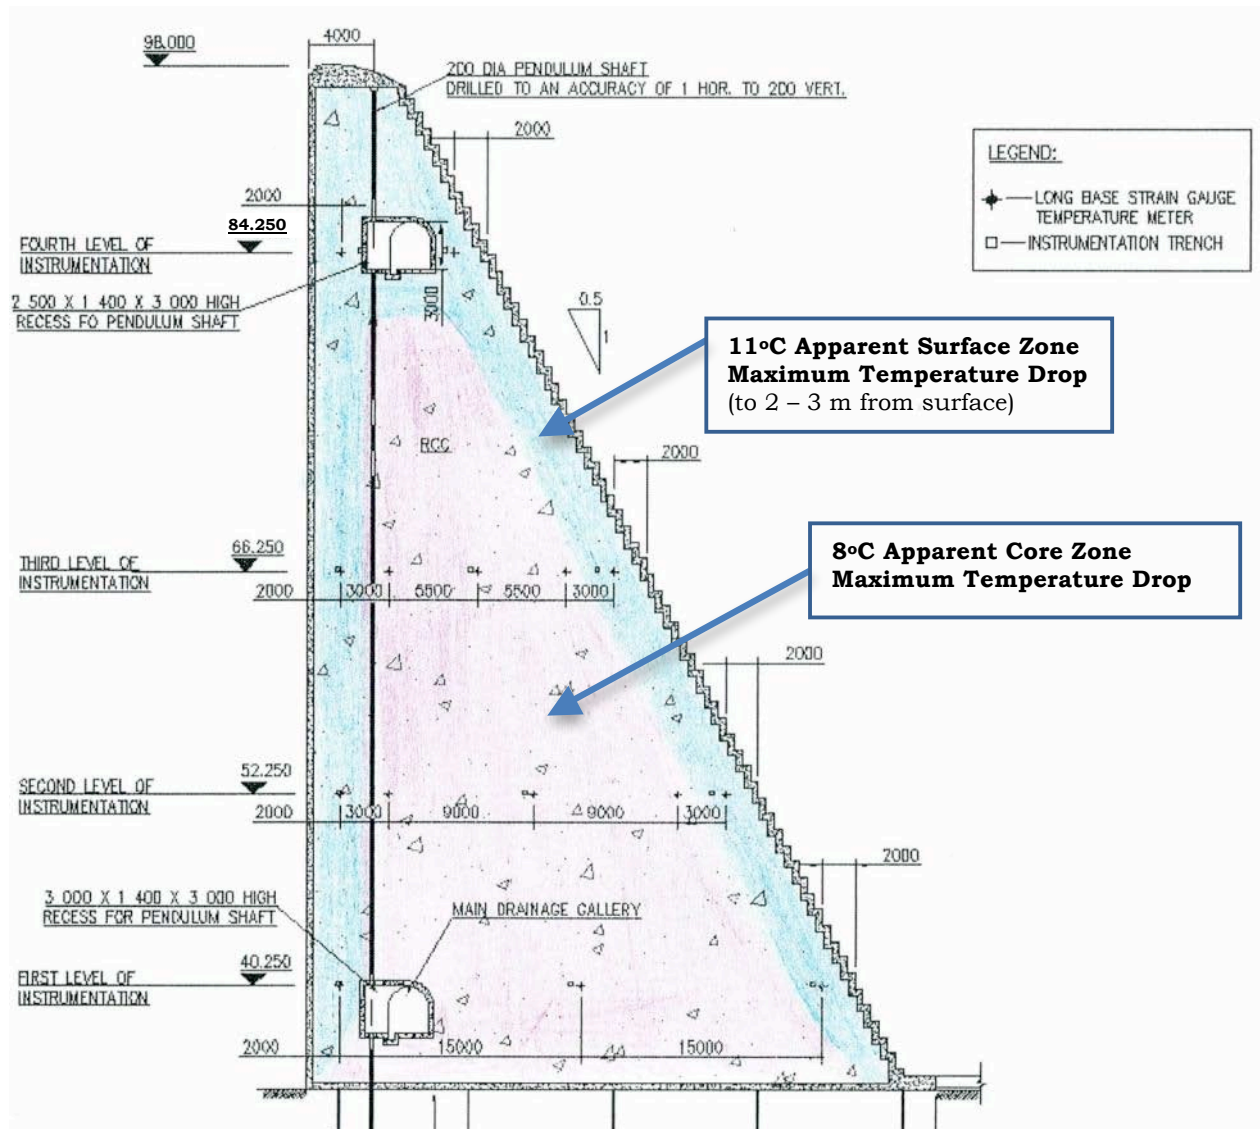 98.000
4000
200 DIA PENDULUM SHAFT
DRILLED TO AN ACCURACY OF 1 HOR. TO 200 VERT.
2000
LEGEND:
LONG BASE STRAIN GAUGE
TEMPERATURE METER
INSTRUMENTATION TRENCH
2000
84.250
FOURTH LEVEL OF
INSTRUMENTATION
2 500 X 1 400 X 3 000 HIGH
RECESS FO PENDULUM SHAFT
3000
0.5
1
11oC Apparent Surface Zone
Maximum Temperature Drop
(to 2 – 3 m from surface)
RCC
2000
8oC Apparent Core Zone
Maximum Temperature Drop
66.250
THIRD LEVEL OF
INSTRUMENTATION
2000 3000 5500 5500 3000
2000
52.250
SECOND LEVEL OF
INSTRUMENTATION
2000 3000 9000 9000 3000
2000
3 000 X 1 400 X 3 000 HIGH
RECESS FOR PENDULUM SHAFT
MAIN DRAINAGE GALLERY
40.250
FIRST LEVEL OF
INSTRUMENTATION
2000 15000 15000